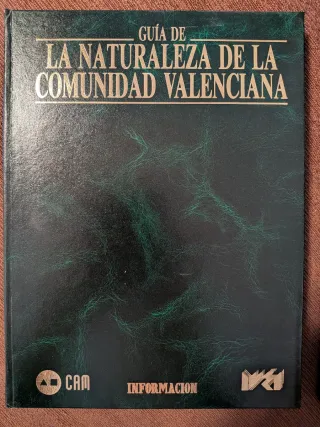 GUÍA DE
LA NATURALEZA DE LA
COMUNIDAD VALENCIANA
CAM
INFORMACION